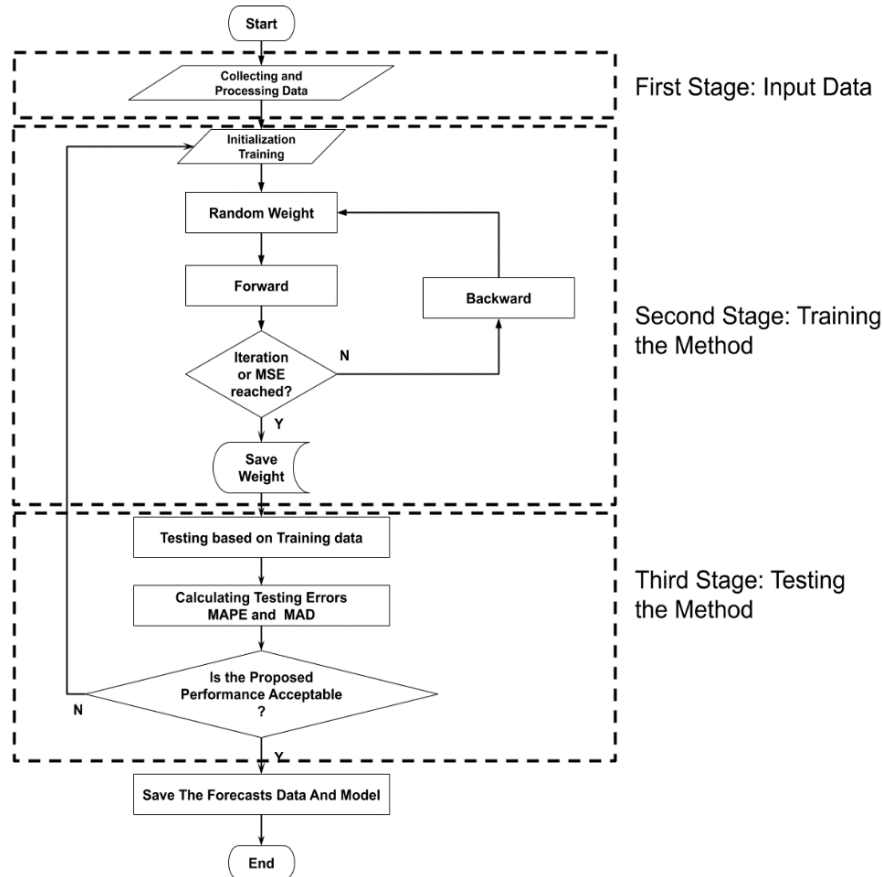 Start
Collecting and
Processing Data
First Stage: Input Data
Initialization
Training
Random Weight
Forward
Backward
Second Stage: Training
the Method
Iteration
or MSE
reached?
N
Y
Save
Weight
Testing based on Training data
Calculating Testing Errors
MAPE and MAD
Third Stage: Testing
the Method
Is the Proposed
Performance Acceptable
?
N
Y
Save The Forecasts Data And Model
End